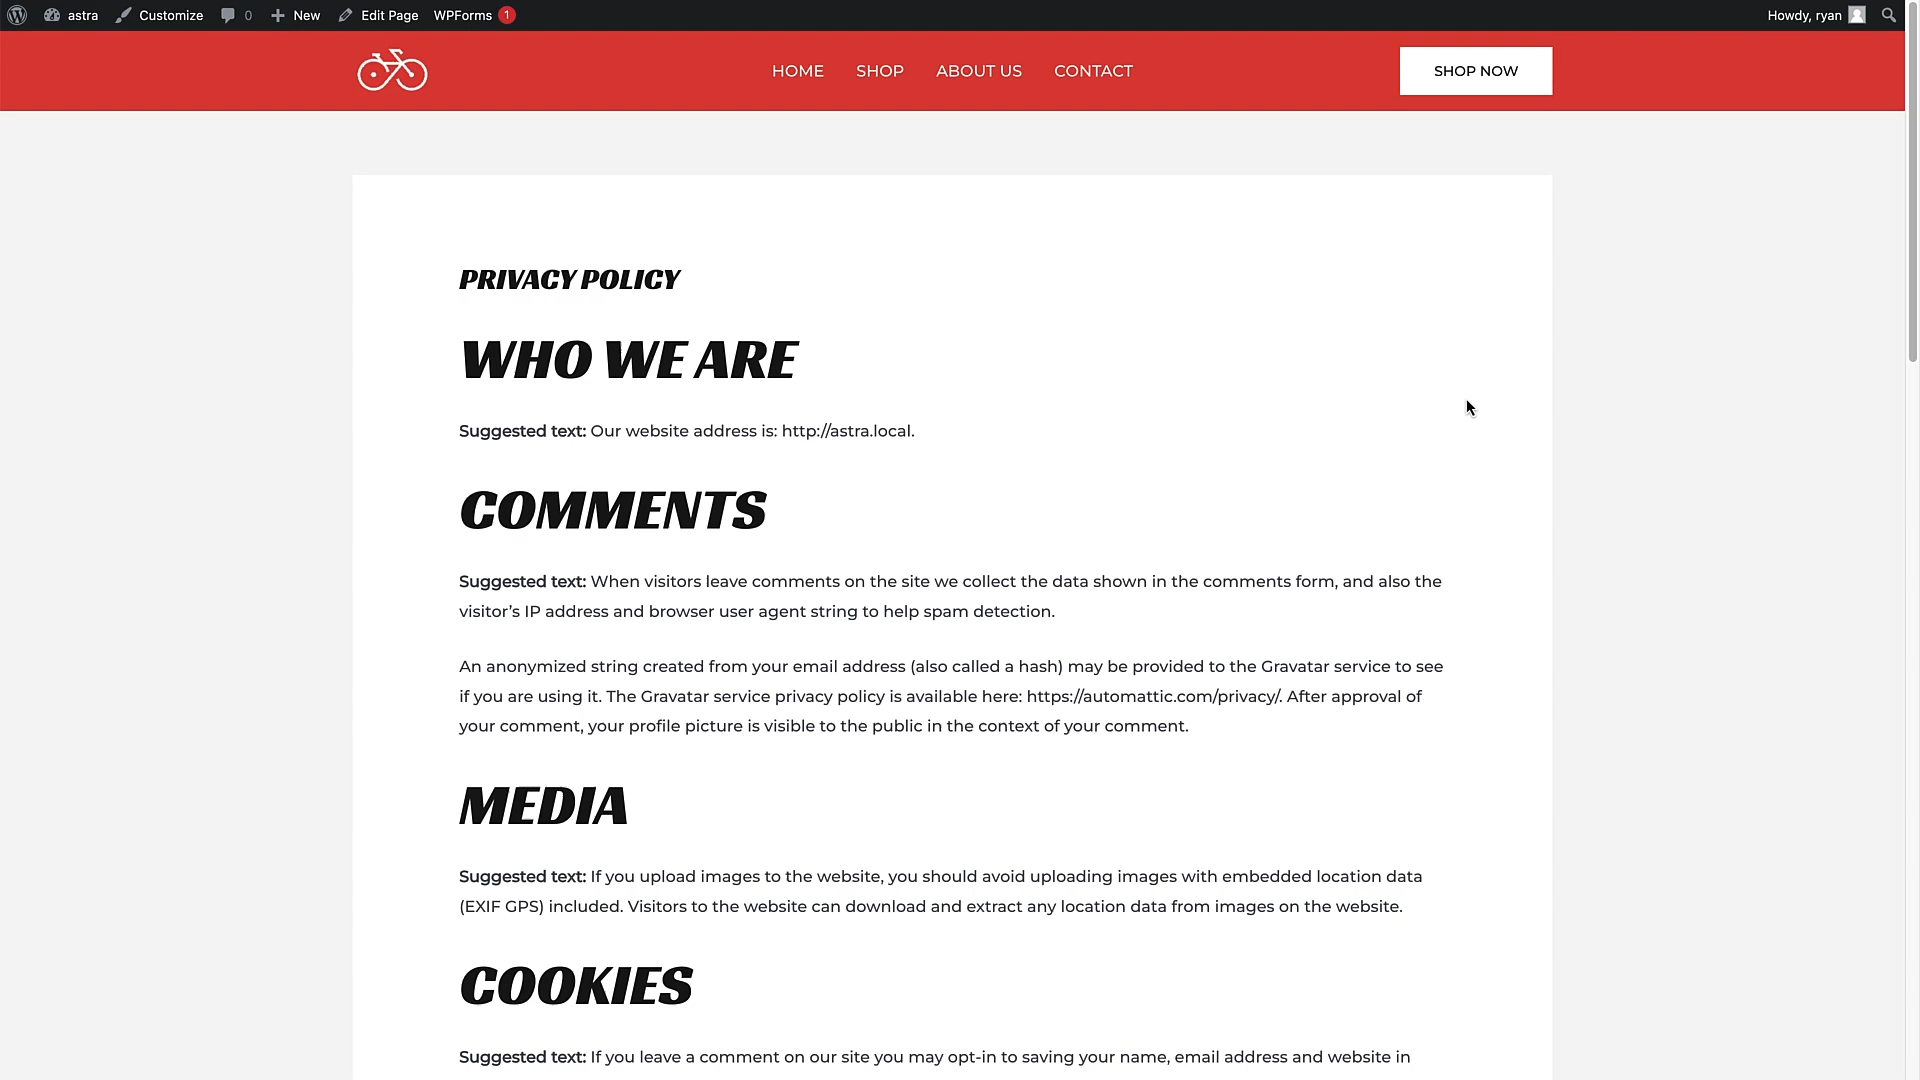 astra Customize 0 New Edit Page WPForms 1 Howdy, ryan
HOME SHOP ABOUT US CONTACT SHOP NOW
PRIVACY POLICY
WHO WE ARE
Suggested text: Our website address is: http://astra.local.
COMMENTS
Suggested text: When visitors leave comments on the site we collect the data shown in the comments form, and also the
visitor’s IP address and browser user agent string to help spam detection.
An anonymized string created from your email address (also called a hash) may be provided to the Gravatar service to see
if you are using it. The Gravatar service privacy policy is available here: https://automattic.com/privacy/. After approval of
your comment, your profile picture is visible to the public in the context of your comment.
MEDIA
Suggested text: If you upload images to the website, you should avoid uploading images with embedded location data
(EXIF GPS) included. Visitors to the website can download and extract any location data from images on the website.
COOKIES
Suggested text: If you leave a comment on our site you may opt-in to saving your name, email address and website in